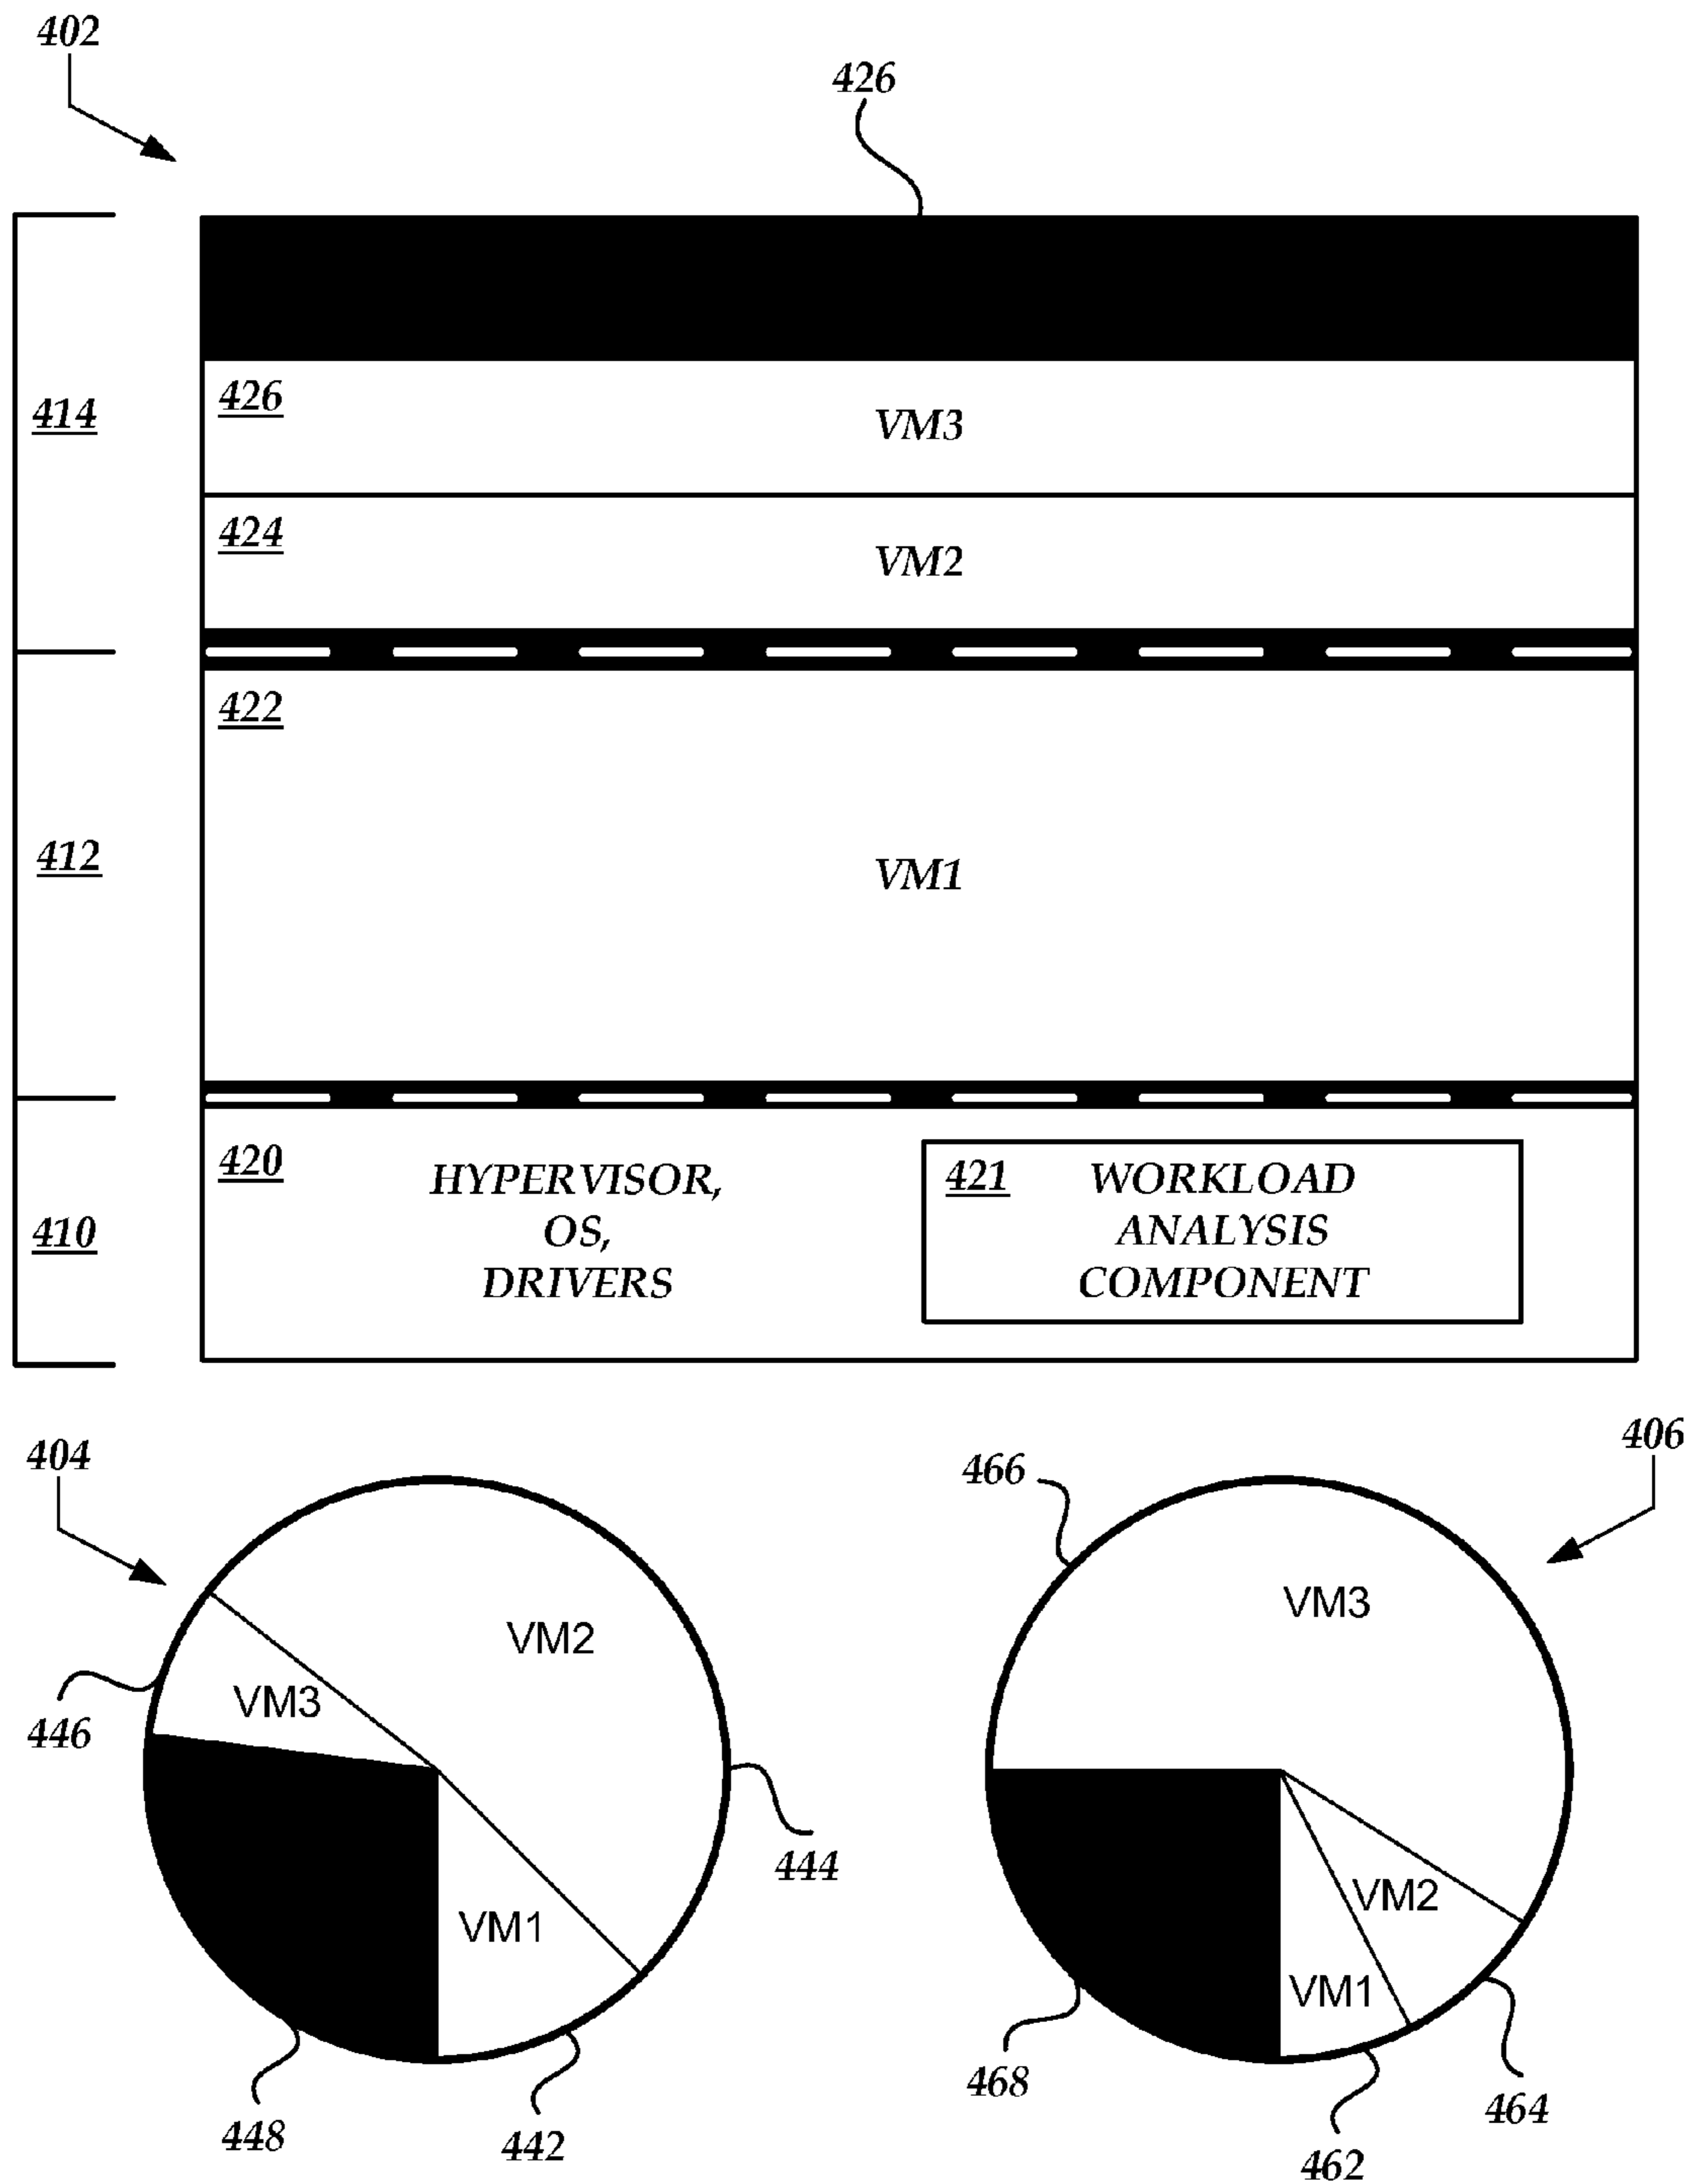 402
426
414
426
VM3
424
VM2
412
422
VM1
410
420
HYPERVISOR,
OS,
DRIVERS
421
WORKLOAD
ANALYSIS
COMPONENT
404
VM2
VM3
446
444
VM1
448
442
406
466
VM3
VM2
VM1
468
464
462